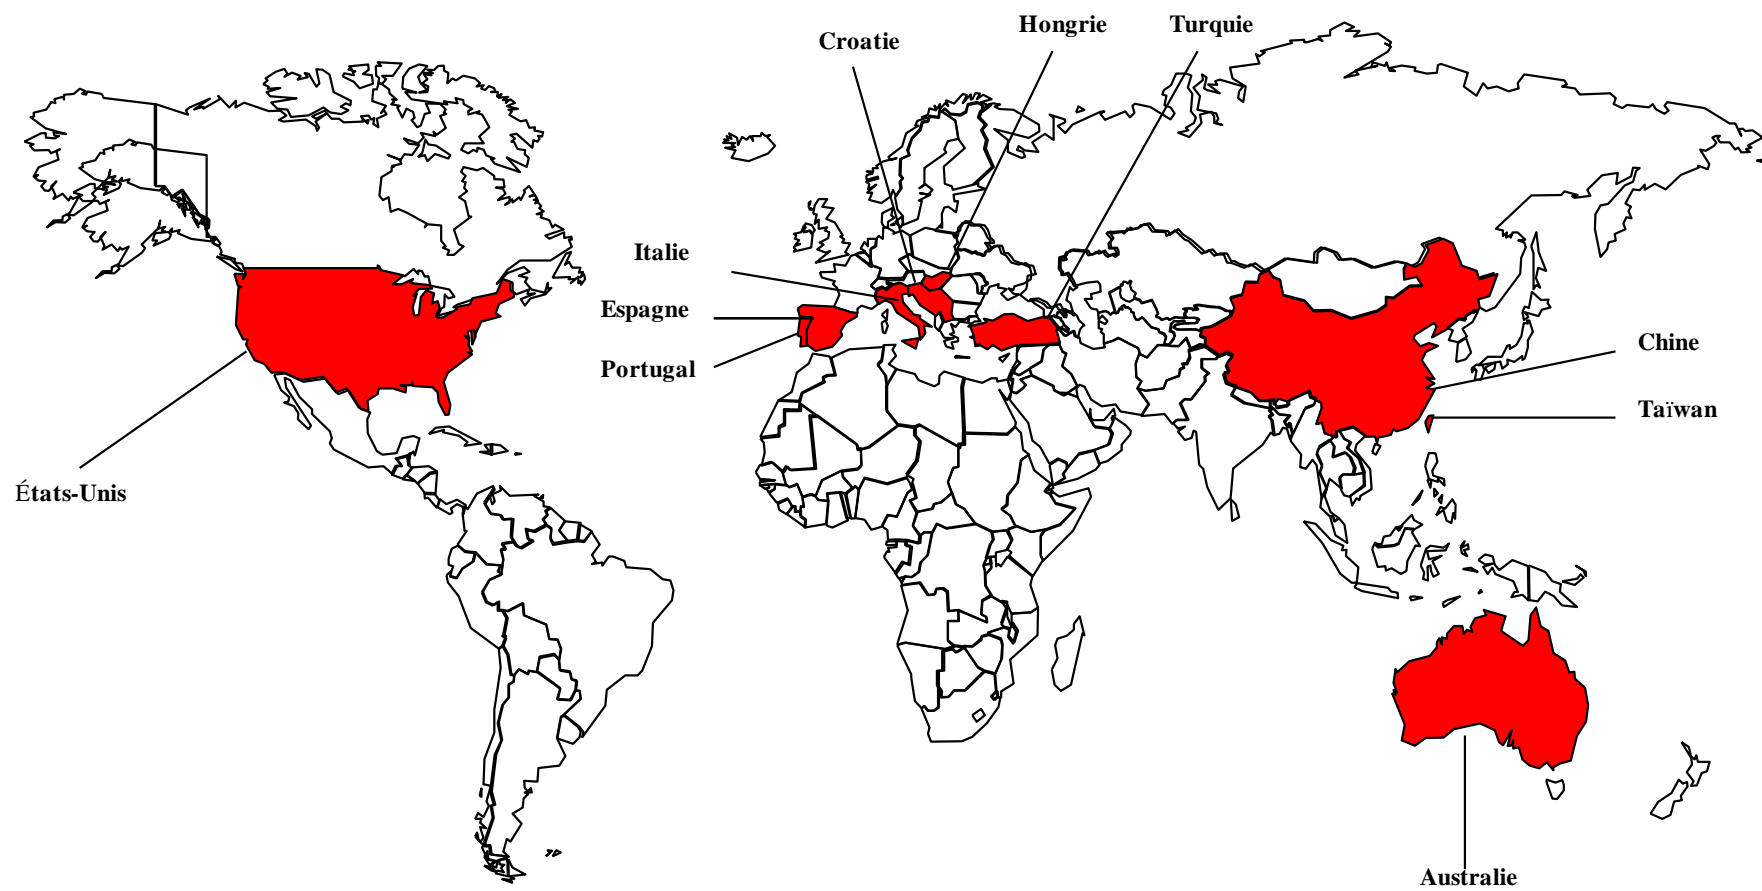 Hongrie
Turquie
Croatie
Italie
Espagne
Portugal
Chine
Taïwan
États-Unis
Australie